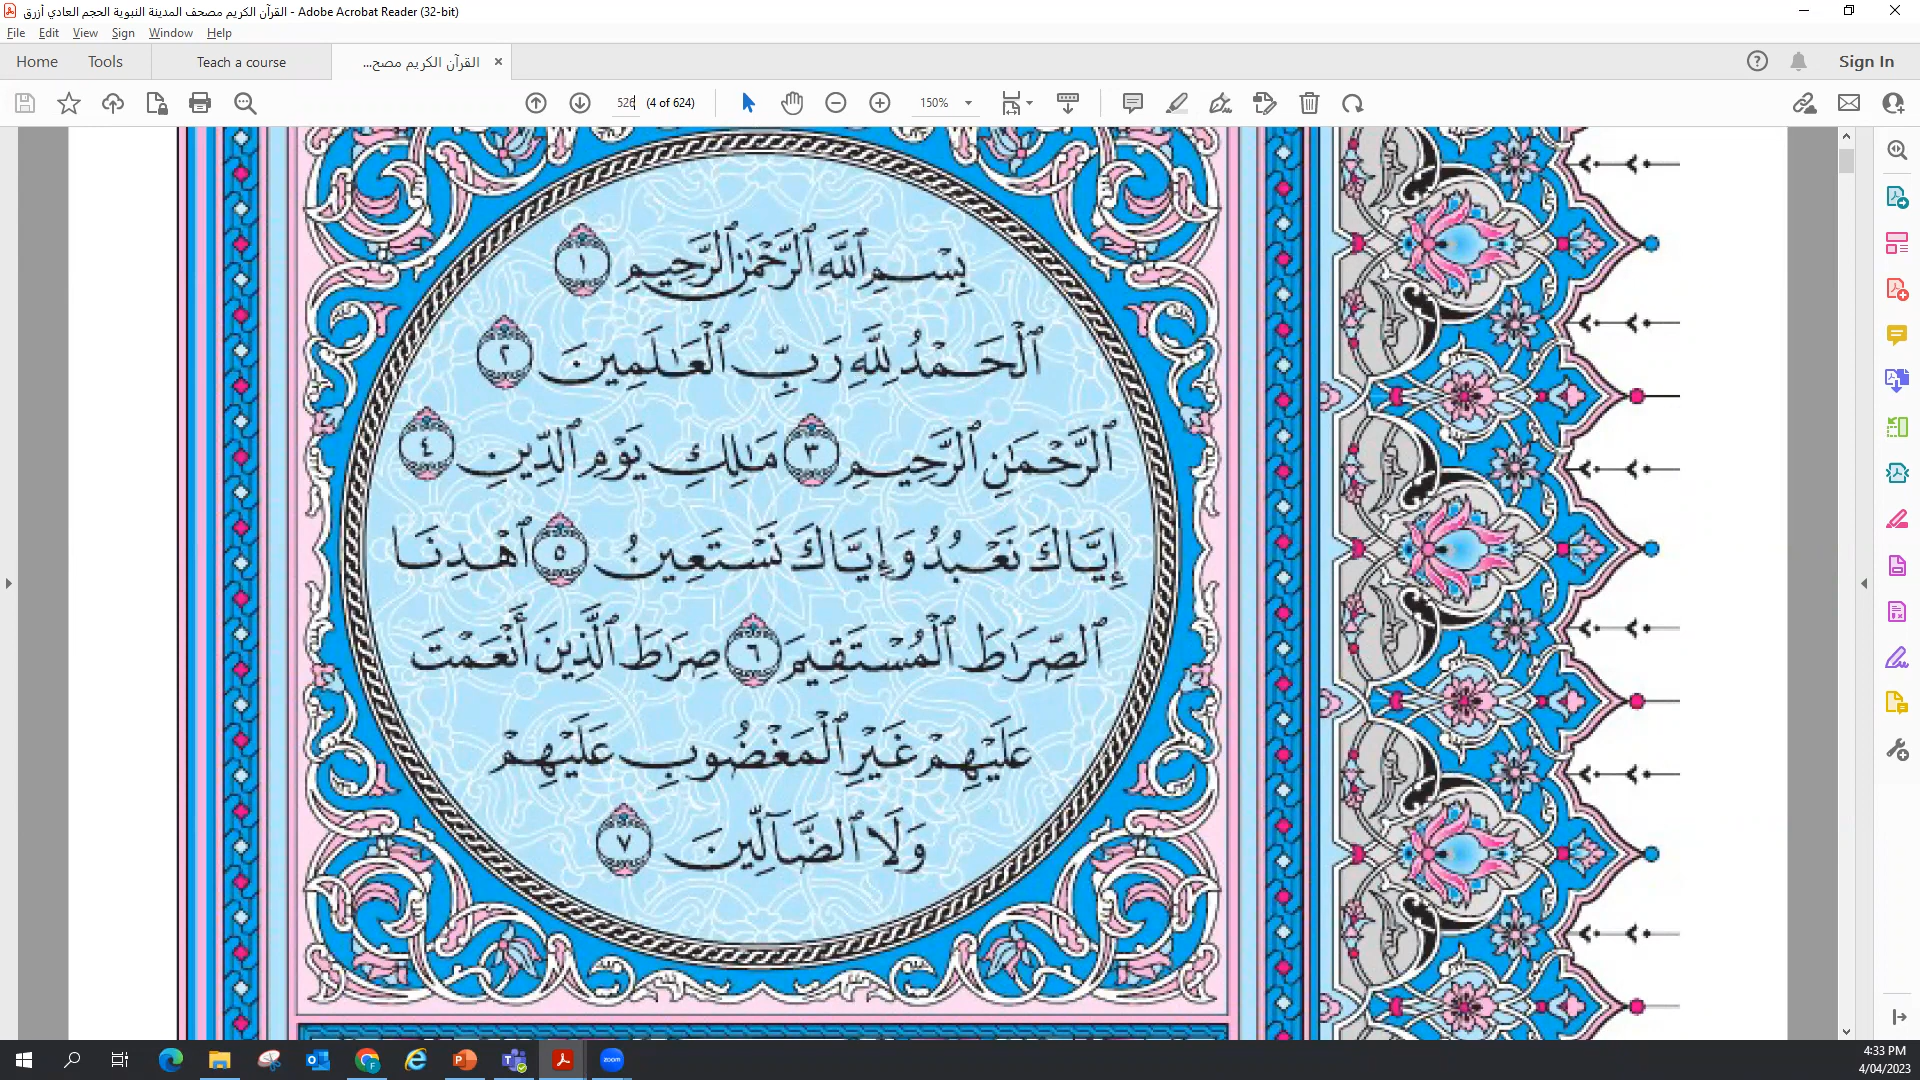 القرآن الكريم مصحف المدينة النبوية الحجم العادي أزرق - Adobe Acrobat Reader (32-bit)
File Edit View Sign Window Help
Home Tools Teach a course القرآن الكريم مصح... × Sign In
526 (4 of 624) 150%
بِسْمِ ٱللَّهِ ٱلرَّحْمَٰنِ ٱلرَّحِيمِ ١
ٱلْحَمْدُ لِلَّهِ رَبِّ ٱلْعَٰلَمِينَ ٢
ٱلرَّحْمَٰنِ ٱلرَّحِيمِ ٣ مَٰلِكِ يَوْمِ ٱلدِّينِ ٤
إِيَّاكَ نَعْبُدُ وَإِيَّاكَ نَسْتَعِينُ ٥ ٱهْدِنَا
ٱلصِّرَٰطَ ٱلْمُسْتَقِيمَ ٦ صِرَٰطَ ٱلَّذِينَ أَنْعَمْتَ
عَلَيْهِمْ غَيْرِ ٱلْمَغْضُوبِ عَلَيْهِمْ
وَلَا ٱلضَّآلِّينَ ٧
zoom
4:33 PM
4/04/2023